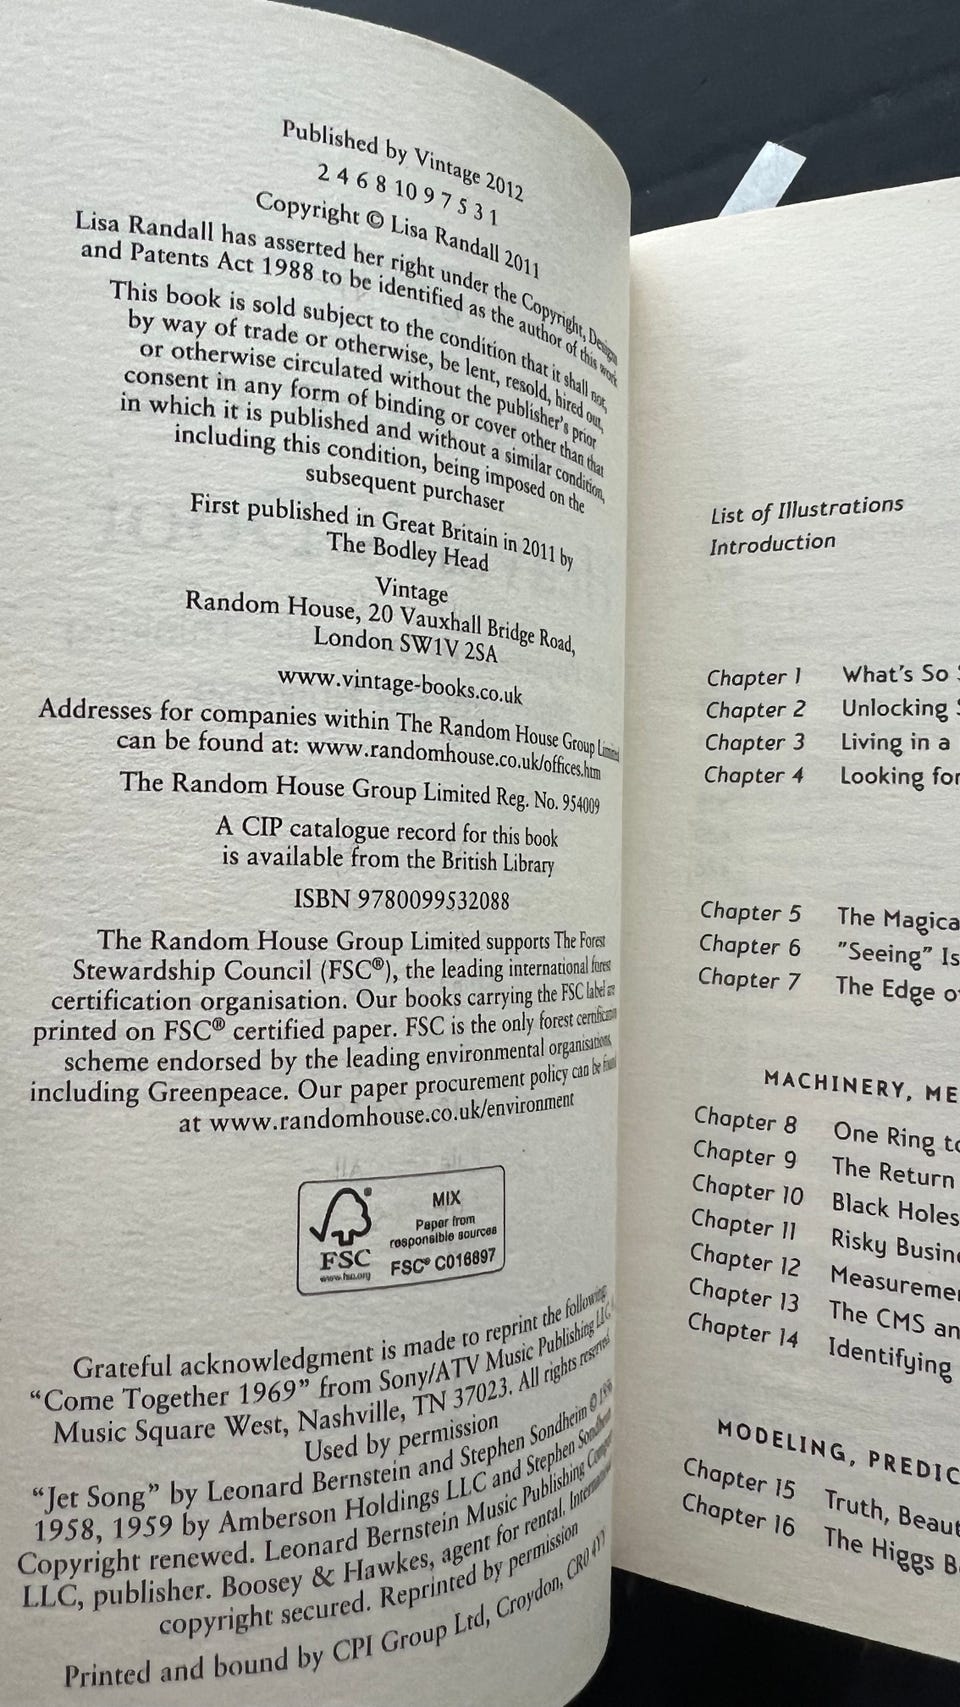 Published by Vintage 2012
2 4 6 8 10 9 7 5 3 1
Copyright © Lisa Randall 2011
Lisa Randall has asserted her right under the Copyright, Designs
and Patents Act 1988 to be identified as the author of this work
This book is sold subject to the condition that it shall not,
by way of trade or otherwise, be lent, resold, hired out,
or otherwise circulated without the publisher's prior
consent in any form of binding or cover other than that
in which it is published and without a similar condition,
including this condition, being imposed on the
subsequent purchaser
First published in Great Britain in 2011 by
The Bodley Head
Vintage
Random House, 20 Vauxhall Bridge Road,
London SW1V 2SA
www.vintage-books.co.uk
Addresses for companies within The Random House Group Limited
can be found at: www.randomhouse.co.uk/offices.htm
The Random House Group Limited Reg. No. 954009
A CIP catalogue record for this book
is available from the British Library
ISBN 9780099532088
The Random House Group Limited supports The Forest
Stewardship Council (FSC®), the leading international forest
certification organisation. Our books carrying the FSC label are
printed on FSC® certified paper. FSC is the only forest certification
scheme endorsed by the leading environmental organisations,
including Greenpeace. Our paper procurement policy can be found
at www.randomhouse.co.uk/environment
FSC
www.fsc.org
MIX
Paper from
responsible sources
FSC® C016897
Grateful acknowledgment is made to reprint the following:
"Come Together 1969" from Sony/ATV Music Publishing LLC,
Music Square West, Nashville, TN 37023. All rights reserved.
Used by permission
"Jet Song" by Leonard Bernstein and Stephen Sondheim ©
1958, 1959 by Amberson Holdings LLC and Stephen Sondheim
Copyright renewed. Leonard Bernstein Music Publishing Company
LLC, publisher. Boosey & Hawkes, agent for rental. International
copyright secured. Reprinted by permission
Printed and bound by CPI Group Ltd, Croydon, CR0 4YY
List of Illustrations
Introduction
Chapter 1 What's So
Chapter 2 Unlocking
Chapter 3 Living in a
Chapter 4 Looking for
Chapter 5 The Magica
Chapter 6 "Seeing" Is
Chapter 7 The Edge o
MACHINERY, ME
Chapter 8 One Ring to
Chapter 9 The Return
Chapter 10 Black Holes
Chapter 11 Risky Busin
Chapter 12 Measureme
Chapter 13 The CMS an
Chapter 14 Identifying
MODELING, PREDIC
Chapter 15 Truth, Beaut
Chapter 16 The Higgs B